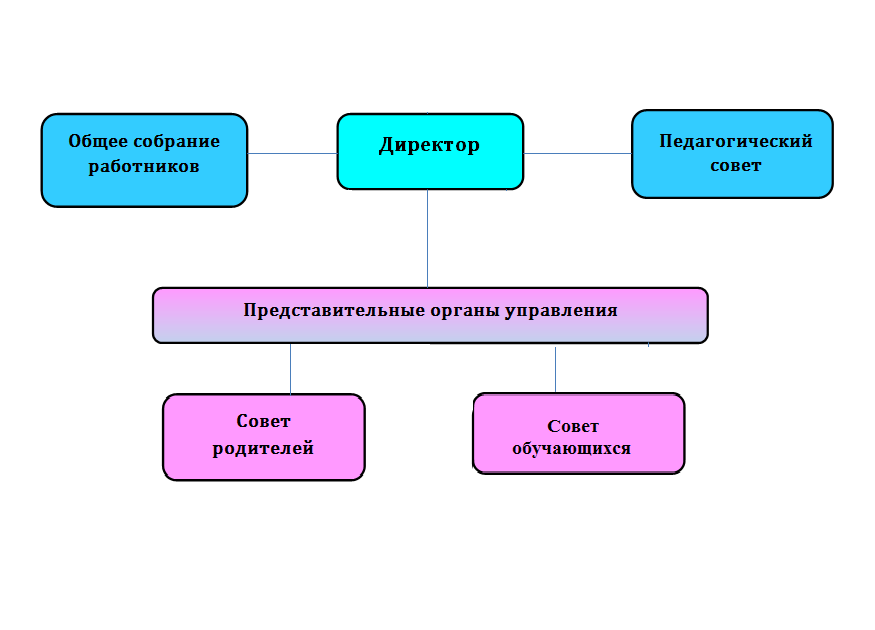 Общее собрание
работников
Директор
Педагогический
совет
Представительные органы управления
Совет
родителей
Совет
обучающихся